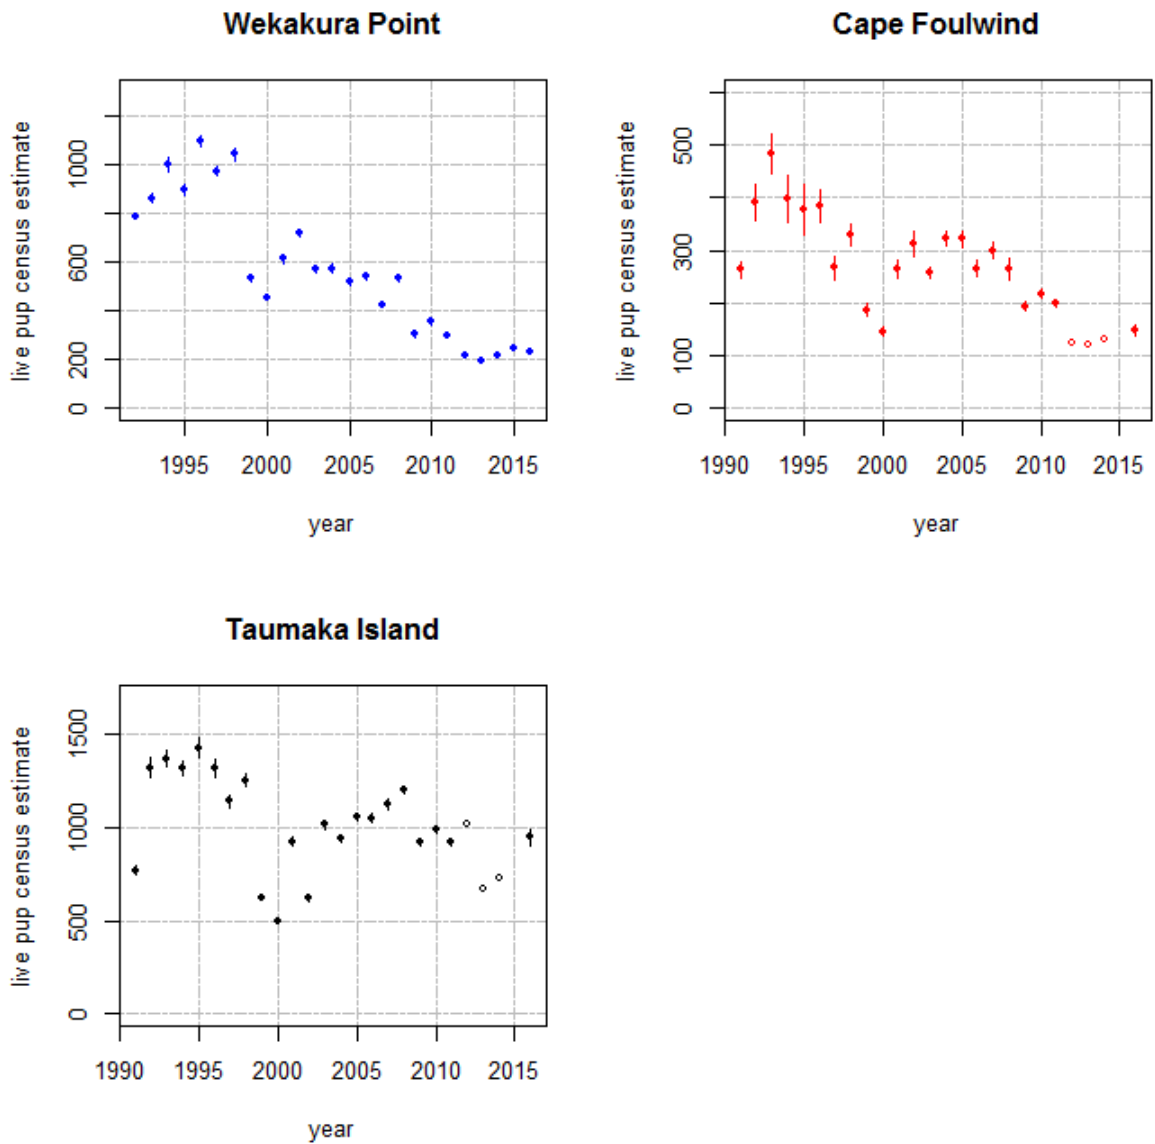 Wekakura Point
live pup census estimate
0 200 600 1000
1995 2000 2005 2010 2015
year
Cape Foulwind
live pup census estimate
0 100 300 500
1990 1995 2000 2005 2010 2015
year
Taumaka Island
live pup census estimate
0 500 1000 1500
1990 1995 2000 2005 2010 2015
year